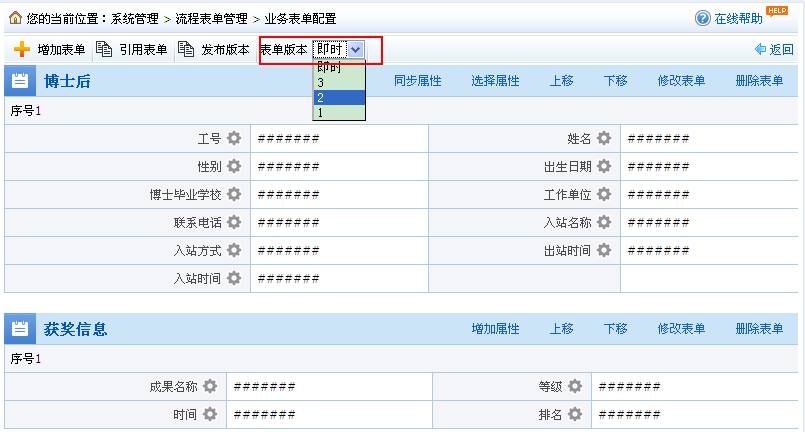 您的当前位置：系统管理 > 流程表单管理 > 业务表单配置 在线帮助 HELP
增加表单 引用表单 发布版本 表单版本 即时 返回
即时
3
2
1
博士后 同步属性 选择属性 上移 下移 修改表单 删除表单
序号1
工号 ####### 姓名 #######
性别 ####### 出生日期 #######
博士毕业学校 ####### 工作单位 #######
联系电话 ####### 入站名称 #######
入站方式 ####### 出站时间 #######
入站时间 #######
获奖信息 增加属性 上移 下移 修改表单 删除表单
序号1
成果名称 ####### 等级 #######
时间 ####### 排名 #######